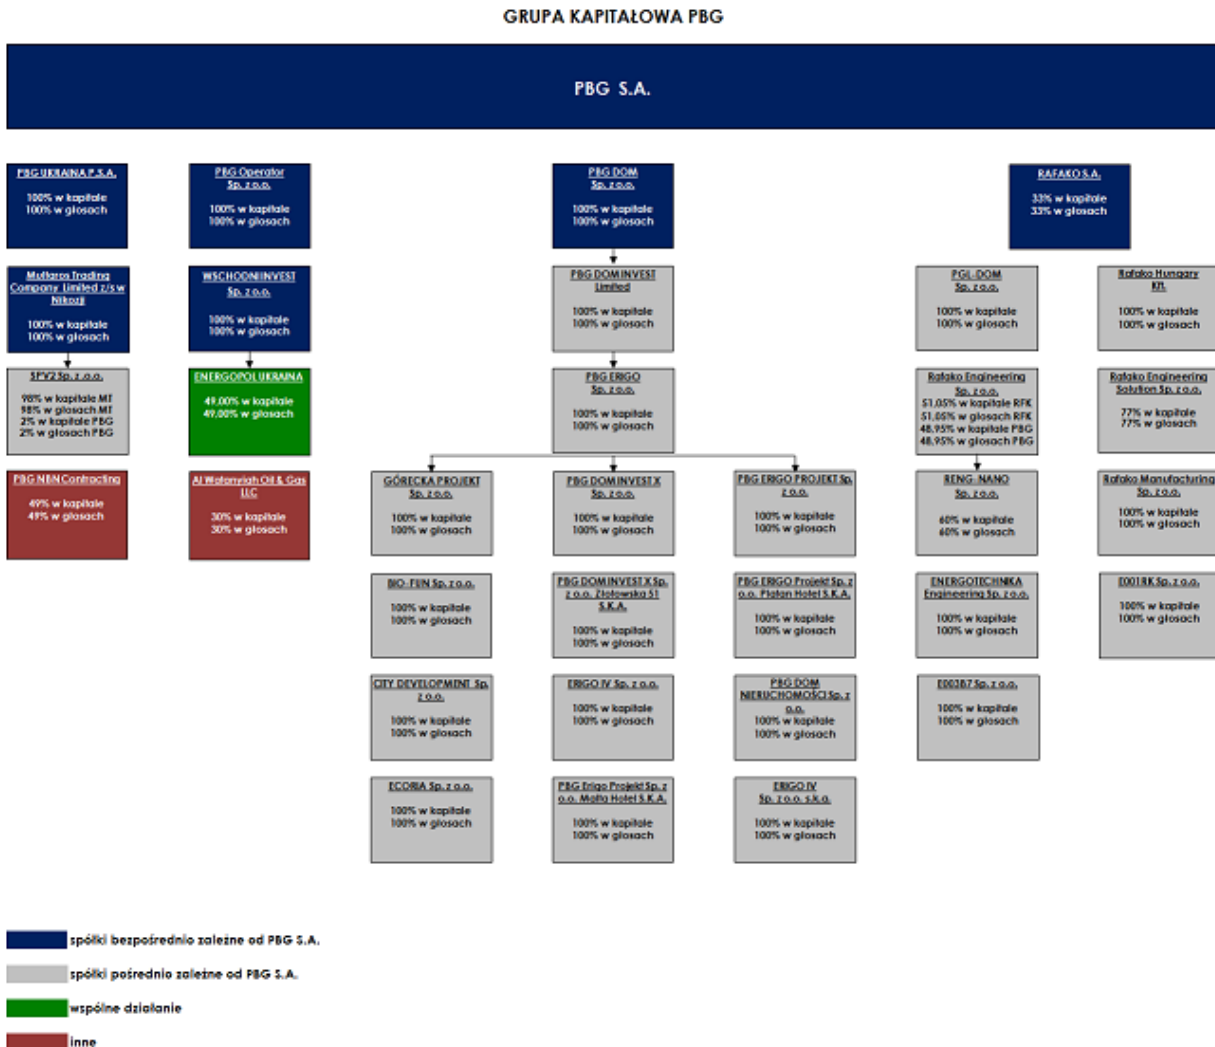 GRUPA KAPITAŁOWA PBG
PBG S.A.
PBG UKRAINA P.S.A.
100% w kapitale
100% w głosach
PBG Operator
Sp. z o.o.
100% w kapitale
100% w głosach
PBG DOM
Sp. z o.o.
100% w kapitale
100% w głosach
RAFAKO S.A.
33% w kapitale
33% w głosach
Multaros Trading
Company Limited z/s w
Nikozji
100% w kapitale
100% w głosach
WSCHODNI INVEST
Sp. z o.o.
100% w kapitale
100% w głosach
PBG DOM INVEST
Limited
100% w kapitale
100% w głosach
PGL-DOM
Sp. z o.o.
100% w kapitale
100% w głosach
Rafako Hungary
Kft.
100% w kapitale
100% w głosach
SPV2 Sp. z o.o.
98% w kapitale MT
98% w głosach MT
2% w kapitale PBG
2% w głosach PBG
ENERGOPOL UKRAINA
49,00% w kapitale
49,00% w głosach
PBG ERIGO
Sp. z o.o.
100% w kapitale
100% w głosach
Rafako Engineering
Sp. z o.o.
51,05% w kapitale RFK
51,05% w głosach RFK
48,95% w kapitale PBG
48,95% w głosach PBG
Rafako Engineering
Solution Sp. z o.o.
77% w kapitale
77% w głosach
PBG NBN Contracting
49% w kapitale
49% w głosach
Al Watanyiah Oil & Gas
LLC
30% w kapitale
30% w głosach
GÓRECKA PROJEKT
Sp. z o.o.
100% w kapitale
100% w głosach
PBG DOM INVEST X
Sp. z o.o.
100% w kapitale
100% w głosach
PBG ERIGO PROJEKT Sp.
z o.o.
100% w kapitale
100% w głosach
RENG-NANO
Sp. z o.o.
60% w kapitale
60% w głosach
Rafako Manufacturing
Sp. z o.o.
100% w kapitale
100% w głosach
BIO-FUN Sp. z o.o.
100% w kapitale
100% w głosach
PBG DOM INVEST X Sp.
z o.o. Złotowska 51
S.K.A.
100% w kapitale
100% w głosach
PBG ERIGO Projekt Sp. z
o.o. Platan Hotel S.K.A.
100% w kapitale
100% w głosach
ENERGOTECHNIKA
Engineering Sp. z o.o.
100% w kapitale
100% w głosach
E001RK Sp. z o.o.
100% w kapitale
100% w głosach
CITY DEVELOPMENT Sp.
z o.o.
100% w kapitale
100% w głosach
ERIGO IV Sp. z o.o.
100% w kapitale
100% w głosach
PBG DOM
NIERUCHOMOŚCI Sp. z
o.o.
100% w kapitale
100% w głosach
E003B7 Sp. z o.o.
100% w kapitale
100% w głosach
ECORIA Sp. z o.o.
100% w kapitale
100% w głosach
PBG Erigo Projekt Sp. z
o.o. Malta Hotel S.K.A.
100% w kapitale
100% w głosach
ERIGO IV
Sp. z o.o. s.k.a.
100% w kapitale
100% w głosach
spółki bezpośrednio zależne od PBG S.A.
spółki pośrednio zależne od PBG S.A.
wspólne działanie
inne